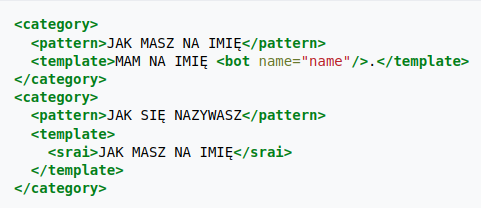 <category>
  <pattern>JAK MASZ NA IMIĘ</pattern>
  <template>MAM NA IMIĘ <bot name="name"/>.</template>
</category>
<category>
  <pattern>JAK SIĘ NAZYWASZ</pattern>
  <template>
    <srai>JAK MASZ NA IMIĘ</srai>
  </template>
</category>